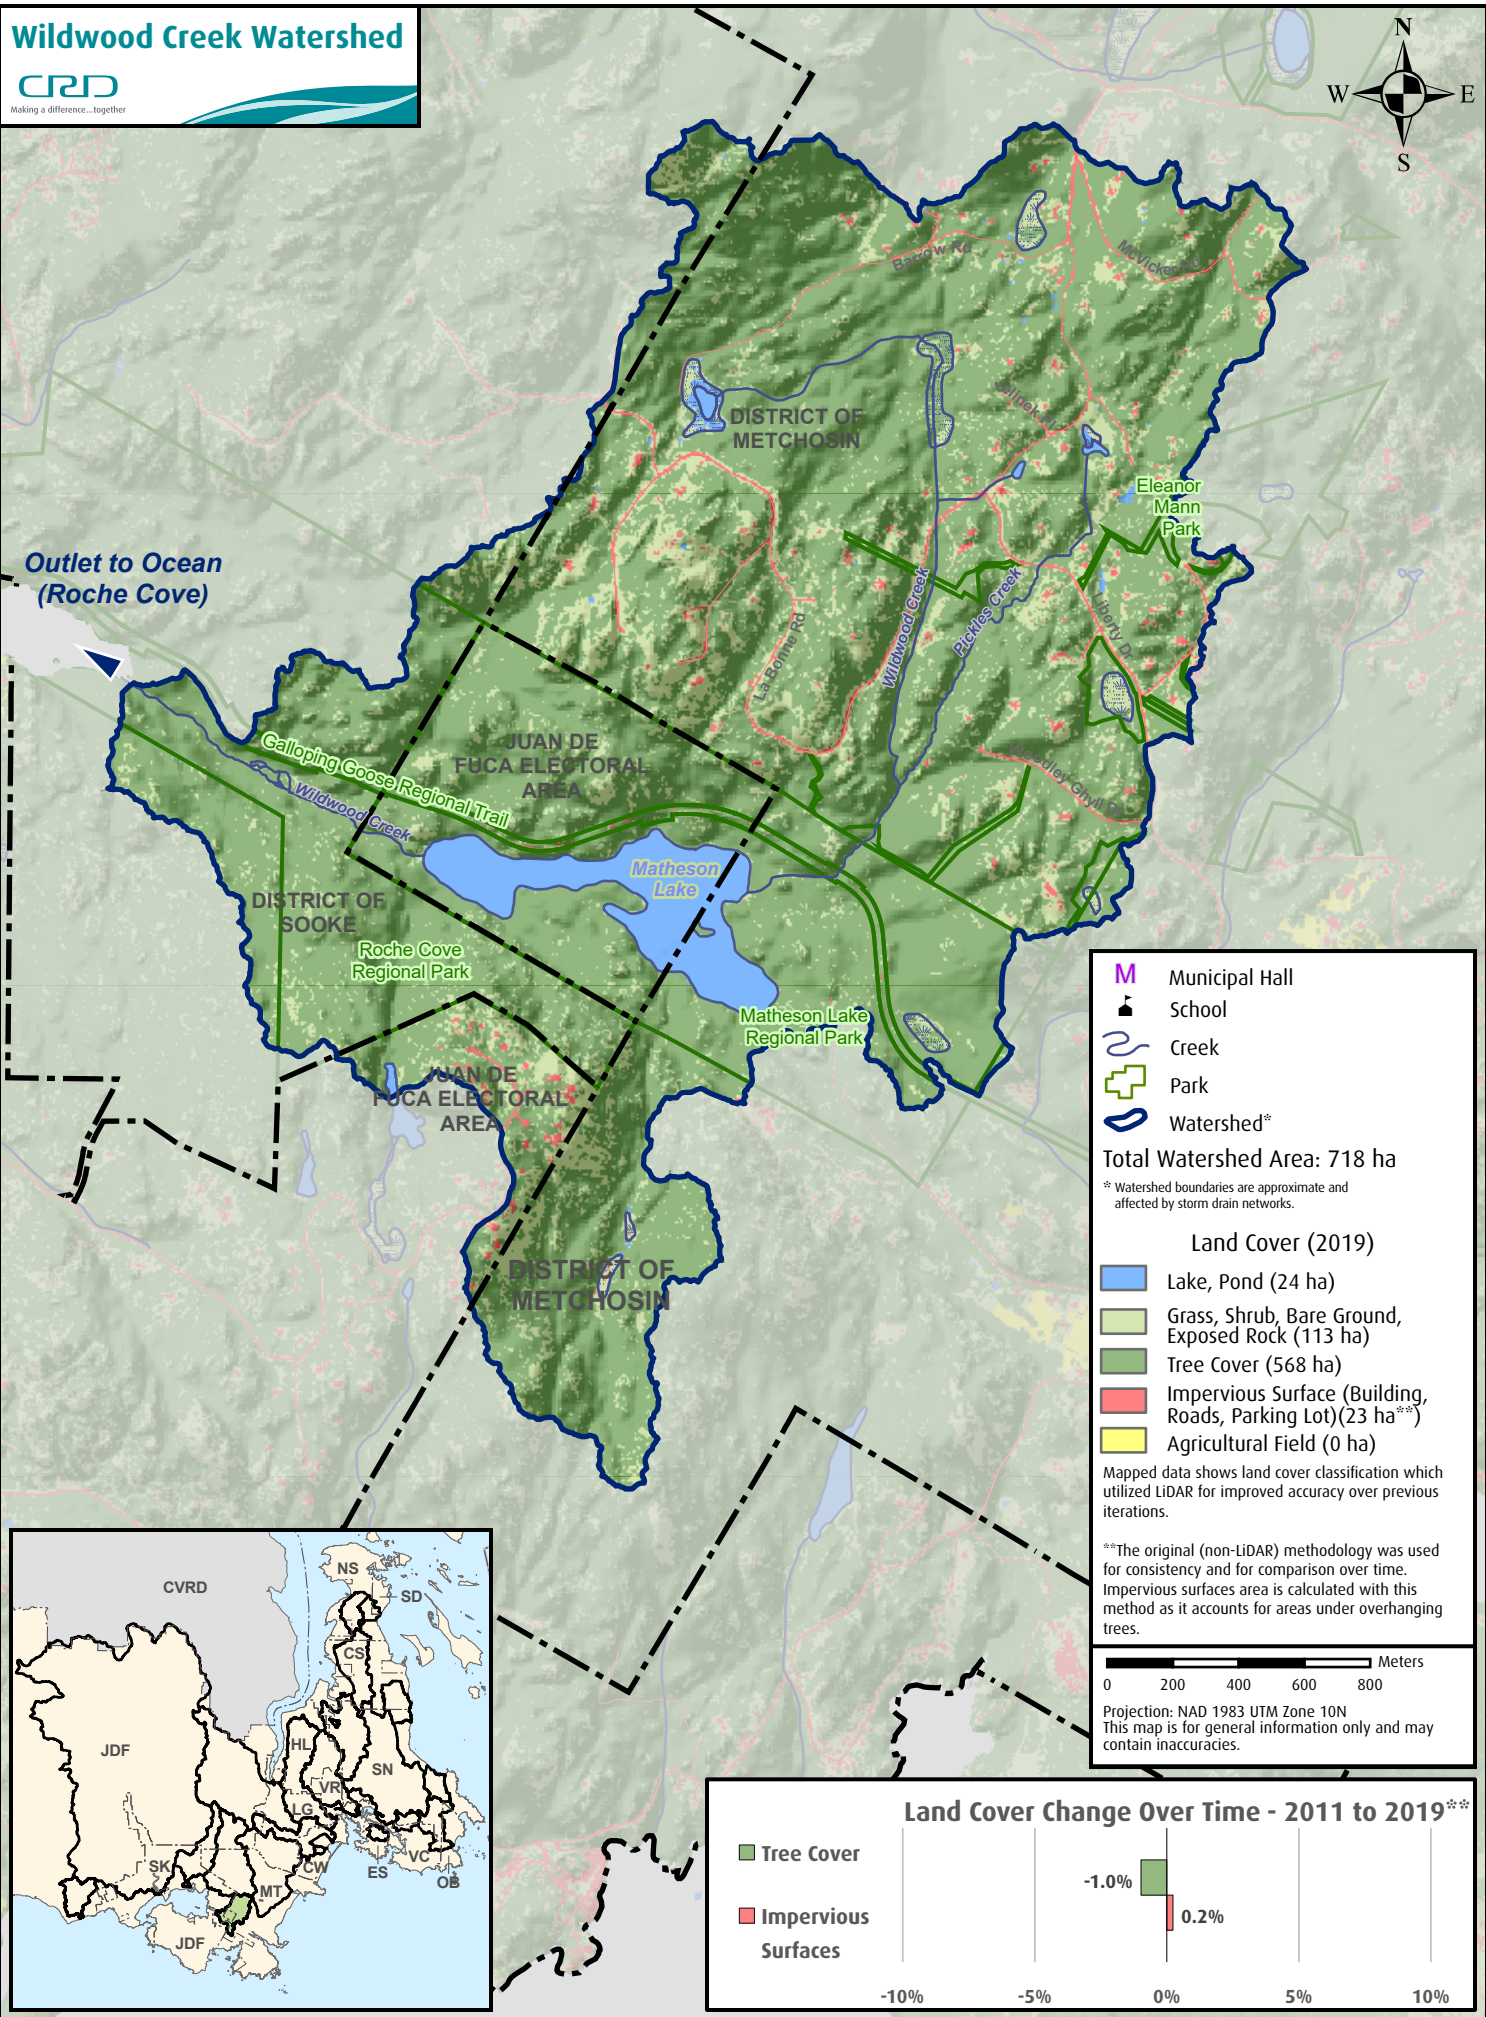 Wildwood Creek Watershed
CRD
Making a difference...together
N
W E
S
Barrow Rd
McVicker Rd
DISTRICT OF
METCHOSIN
Eleanor
Mann
Park
Outlet to Ocean
(Roche Cove)
Wildwood Creek
Pickles Creek
La Bonne Rd
Galloping Goose Regional Trail
JUAN DE
FUCA ELECTORAL
AREA
Wildwood Creek
Matheson
Lake
DISTRICT OF
SOOKE
Roche Cove
Regional Park
Matheson Lake
Regional Park
JUAN DE
FUCA ELECTORAL
AREA
DISTRICT OF
METCHOSIN
M Municipal Hall
School
Creek
Park
Watershed*
Total Watershed Area: 718 ha
* Watershed boundaries are approximate and
affected by storm drain networks.
Land Cover (2019)
Lake, Pond (24 ha)
Grass, Shrub, Bare Ground,
Exposed Rock (113 ha)
Tree Cover (568 ha)
Impervious Surface (Building,
Roads, Parking Lot)(23 ha**)
Agricultural Field (0 ha)
Mapped data shows land cover classification which
utilized LiDAR for improved accuracy over previous
iterations.
**The original (non-LiDAR) methodology was used
for consistency and for comparison over time.
Impervious surfaces area is calculated with this
method as it accounts for areas under overhanging
trees.
Meters
0 200 400 600 800
Projection: NAD 1983 UTM Zone 10N
This map is for general information only and may
contain inaccuracies.
CVRD
NS
SD
CS
JDF
HL
SN
VR
LG
SK
CW
ES
VC
OB
MT
JDF
Land Cover Change Over Time - 2011 to 2019**
Tree Cover
-1.0%
Impervious
Surfaces
0.2%
-10% -5% 0% 5% 10%